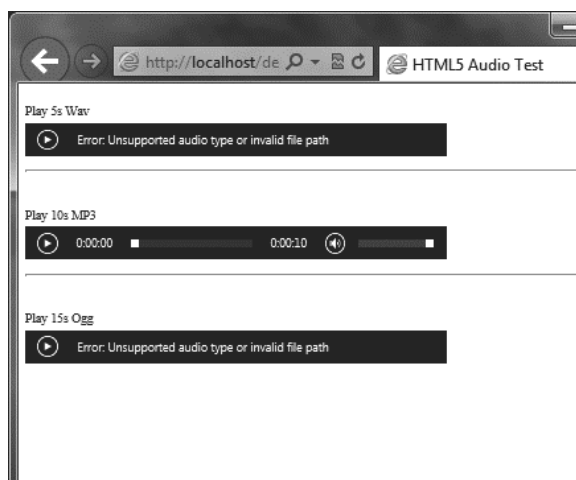 http://localhost/de
HTML5 Audio Test
Play 5s Wav
Error: Unsupported audio type or invalid file path
Play 10s MP3
0:00:00 0:00:10
Play 15s Ogg
Error: Unsupported audio type or invalid file path